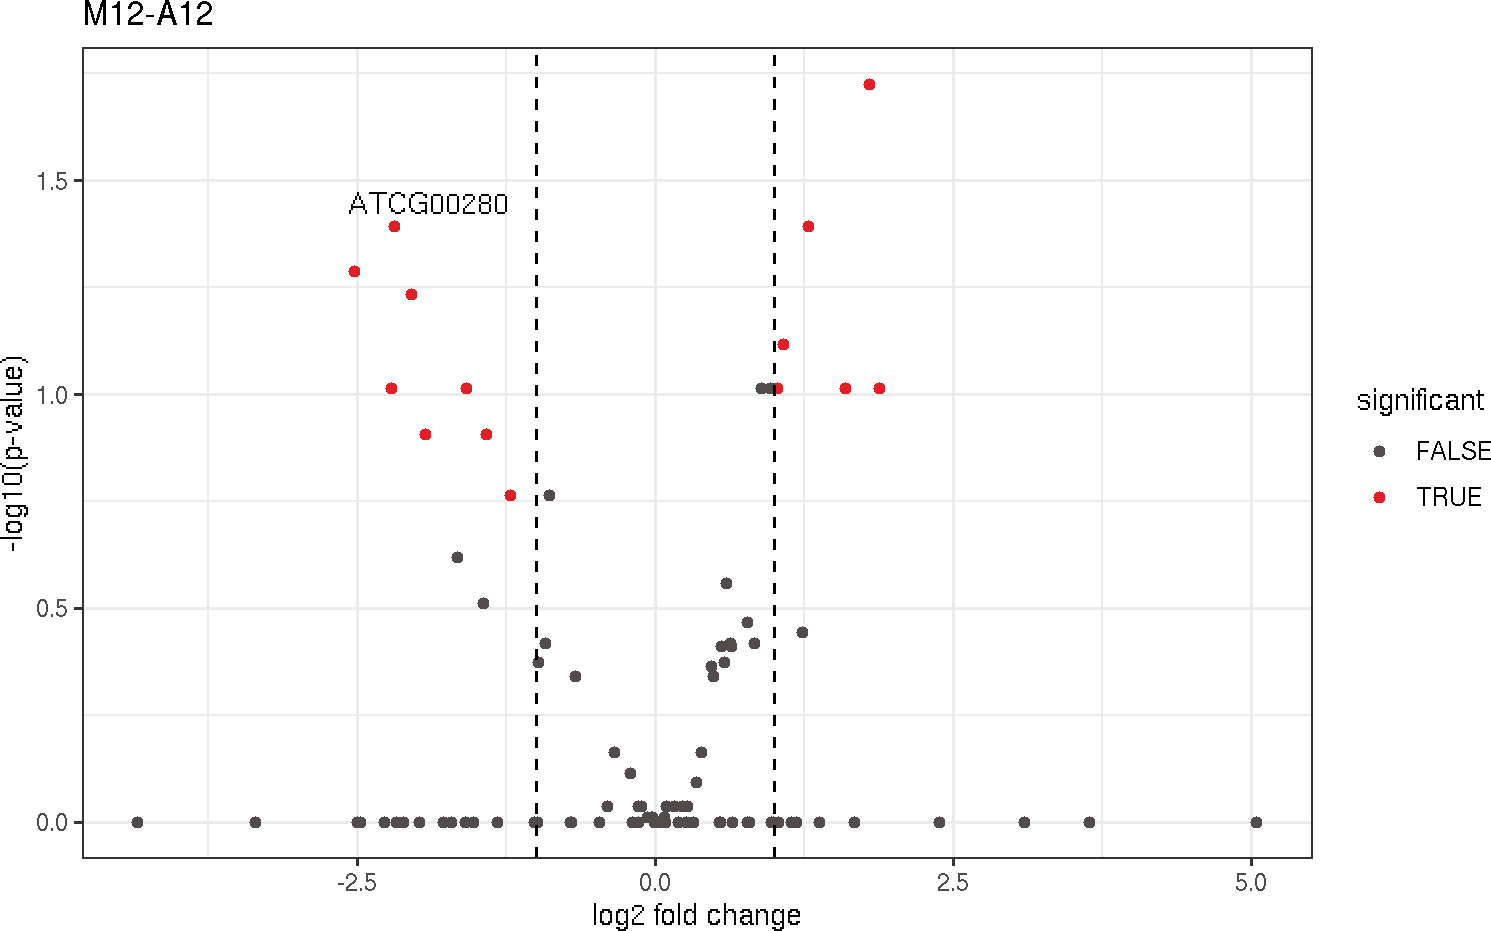 M12-A12
ATCG00280
1.5
1.0
0.5
0.0
-log10(p-value)
-2.5
0.0
2.5
5.0
log2 fold change
significant
FALSE
TRUE